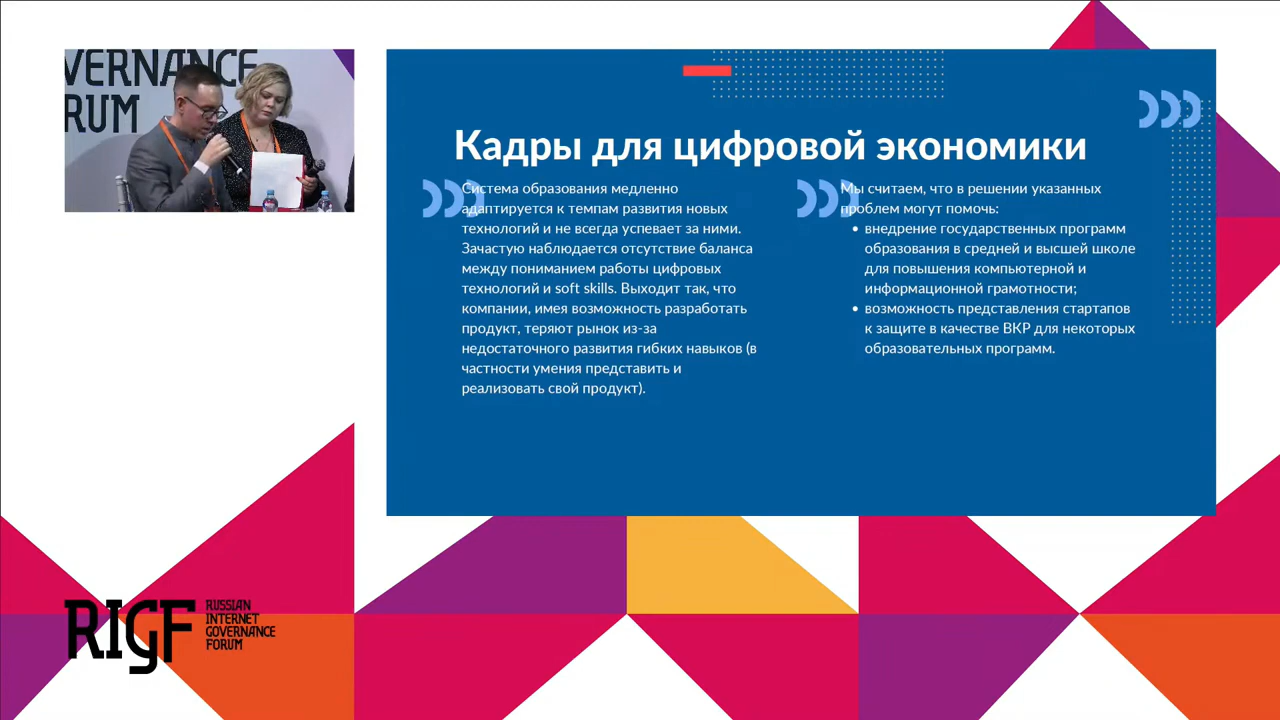 VERNANCE
FORUM
Кадры для цифровой экономики
Система образования медленно
адаптируется к темпам развития новых
технологий и не всегда успевает за ними.
Зачастую наблюдается отсутствие баланса
между пониманием работы цифровых
технологий и soft skills. Выходит так, что
компании, имея возможность разработать
продукт, теряют рынок из-за
недостаточного развития гибких навыков (в
частности умения представить и
реализовать свой продукт).
Мы считаем, что в решении указанных
проблем могут помочь:
• внедрение государственных программ
образования в средней и высшей школе
для повышения компьютерной и
информационной грамотности;
• возможность представления стартапов
к защите в качестве ВКР для некоторых
образовательных программ.
RIGF
RUSSIAN
INTERNET
GOVERNANCE
FORUM